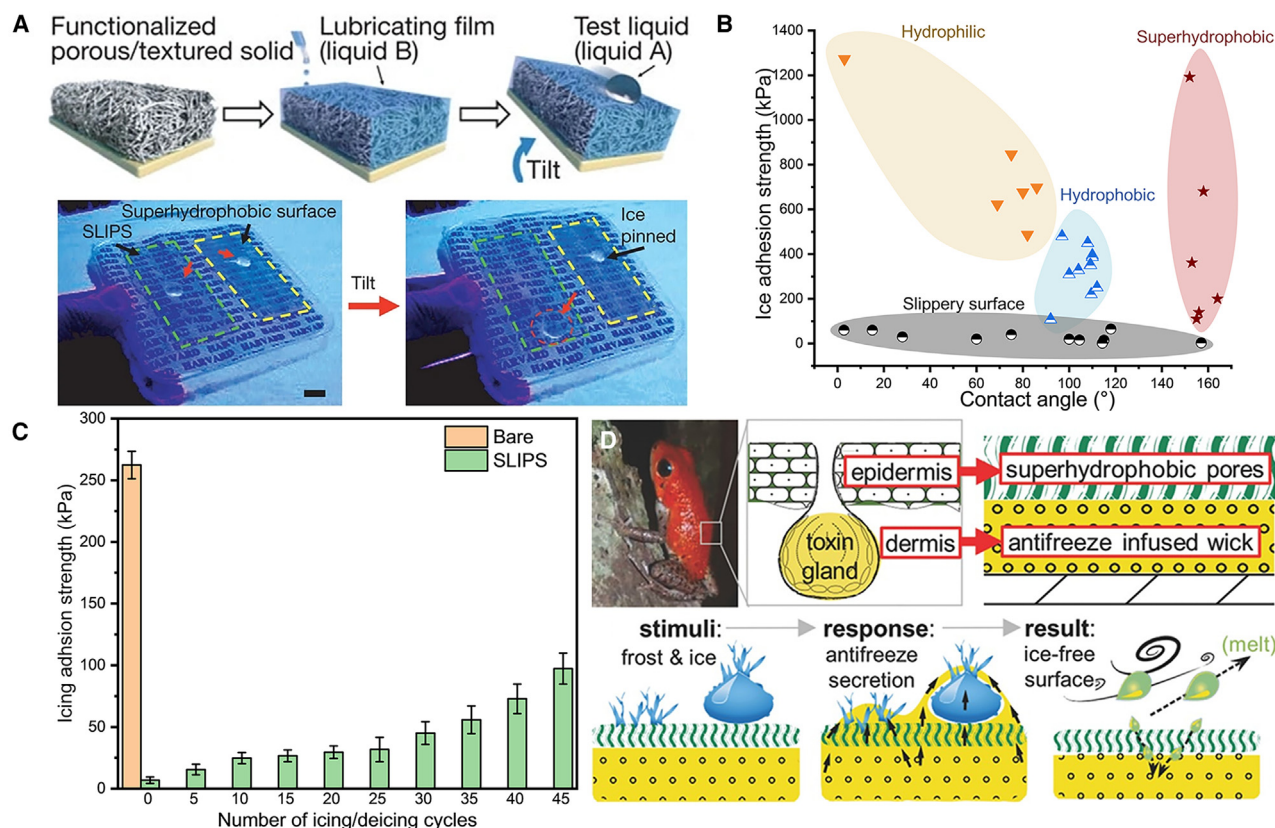 A
Functionalized
porous/textured solid
Lubricating film
(liquid B)
Test liquid
(liquid A)
Tilt
Superhydrophobic surface
SLIPS
Tilt
Ice
pinned
HARVARD
B
Hydrophilic
Superhydrophobic
Hydrophobic
Slippery surface
Ice adhesion strength (kPa)
1400
1200
1000
800
600
400
200
0
0 20 40 60 80 100 120 140 160
Contact angle (°)
C
Bare
SLIPS
Icing adhsion strength (kPa)
300
250
200
150
100
50
0
0 5 10 15 20 25 30 35 40 45
Number of icing/deicing cycles
D
epidermis
superhydrophobic pores
toxin
gland
dermis
antifreeze infused wick
stimuli:
frost & ice
response:
antifreeze
secretion
result:
ice-free
surface
(melt)